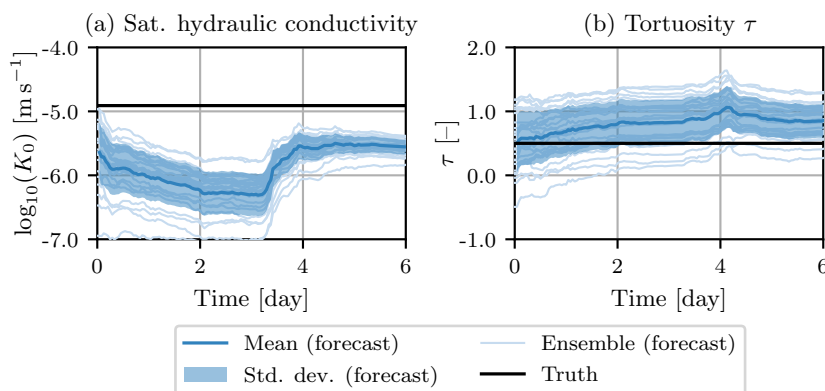 (a) Sat. hydraulic conductivity
(b) Tortuosity τ
log₁₀(K₀) [m s⁻¹]
-4.0
-5.0
-6.0
-7.0
0
2
4
6
Time [day]
τ [–]
2.0
1.0
0.0
-1.0
0
2
4
6
Time [day]
Mean (forecast)
Std. dev. (forecast)
Ensemble (forecast)
Truth